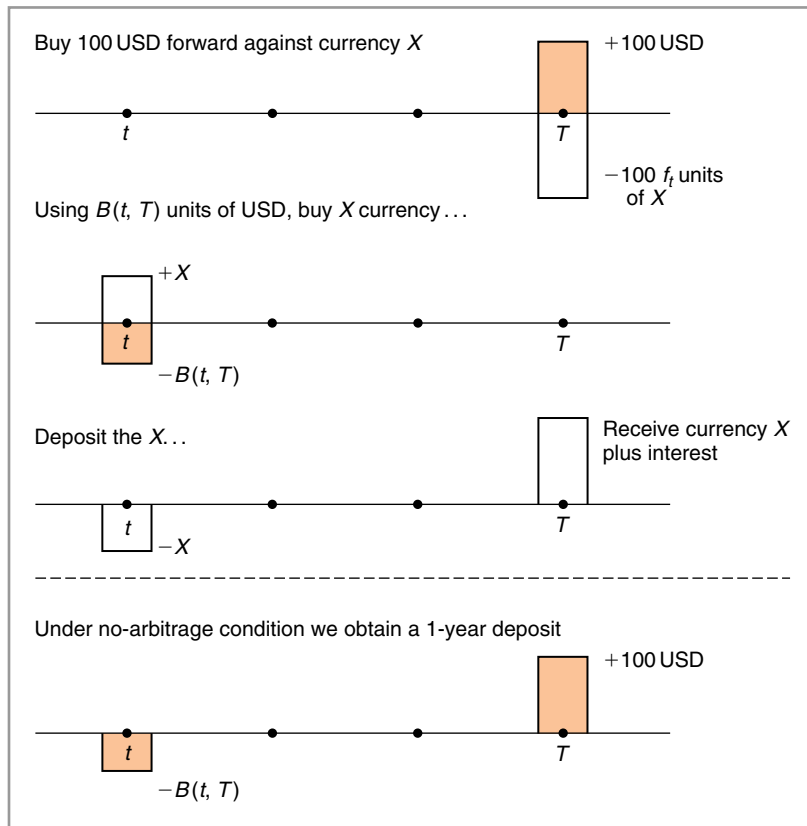 Buy 100 USD forward against currency X
+100 USD
t
T
−100 fₜ units
of X
Using B(t, T) units of USD, buy X currency . . .
+X
t
T
−B(t, T)
Deposit the X. . .
Receive currency X
plus interest
t
T
−X
Under no-arbitrage condition we obtain a 1-year deposit
+100 USD
t
T
−B(t, T)